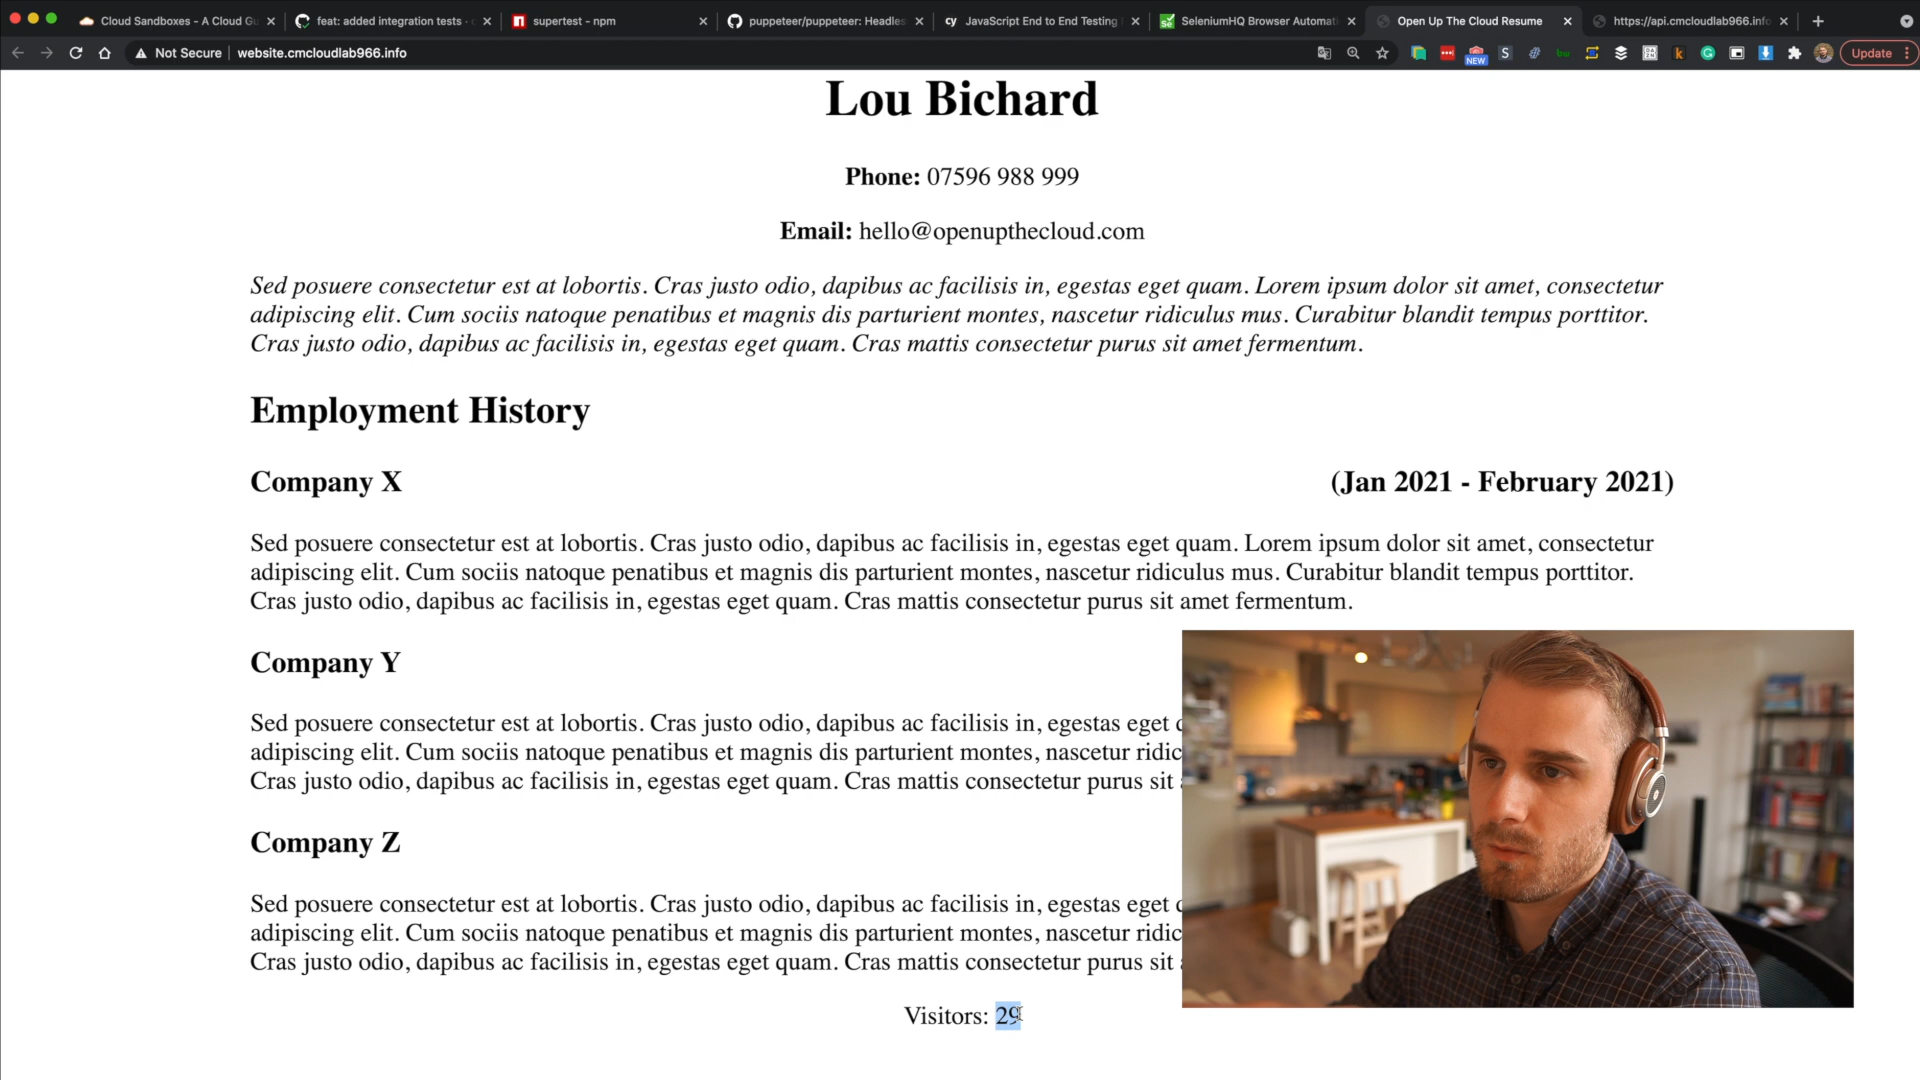 Cloud Sandboxes - A Cloud Gu
feat: added integration tests ·
supertest - npm
puppeteer/puppeteer: Headles
cy
JavaScript End to End Testing
Se
SeleniumHQ Browser Automat
Open Up The Cloud Resume
https://api.cmcloudlab966.info
Not Secure
website.cmcloudlab966.info
NEW
Update
Lou Bichard
Phone: 07596 988 999
Email: hello@openupthecloud.com
Sed posuere consectetur est at lobortis. Cras justo odio, dapibus ac facilisis in, egestas eget quam. Lorem ipsum dolor sit amet, consectetur
adipiscing elit. Cum sociis natoque penatibus et magnis dis parturient montes, nascetur ridiculus mus. Curabitur blandit tempus porttitor.
Cras justo odio, dapibus ac facilisis in, egestas eget quam. Cras mattis consectetur purus sit amet fermentum.
Employment History
Company X
(Jan 2021 - February 2021)
Sed posuere consectetur est at lobortis. Cras justo odio, dapibus ac facilisis in, egestas eget quam. Lorem ipsum dolor sit amet, consectetur
adipiscing elit. Cum sociis natoque penatibus et magnis dis parturient montes, nascetur ridiculus mus. Curabitur blandit tempus porttitor.
Cras justo odio, dapibus ac facilisis in, egestas eget quam. Cras mattis consectetur purus sit amet fermentum.
Company Y
Sed posuere consectetur est at lobortis. Cras justo odio, dapibus ac facilisis in, egestas eget
adipiscing elit. Cum sociis natoque penatibus et magnis dis parturient montes, nascetur ridic
Cras justo odio, dapibus ac facilisis in, egestas eget quam. Cras mattis consectetur purus sit
Company Z
Sed posuere consectetur est at lobortis. Cras justo odio, dapibus ac facilisis in, egestas eget
adipiscing elit. Cum sociis natoque penatibus et magnis dis parturient montes, nascetur ridic
Cras justo odio, dapibus ac facilisis in, egestas eget quam. Cras mattis consectetur purus sit
Visitors: 29